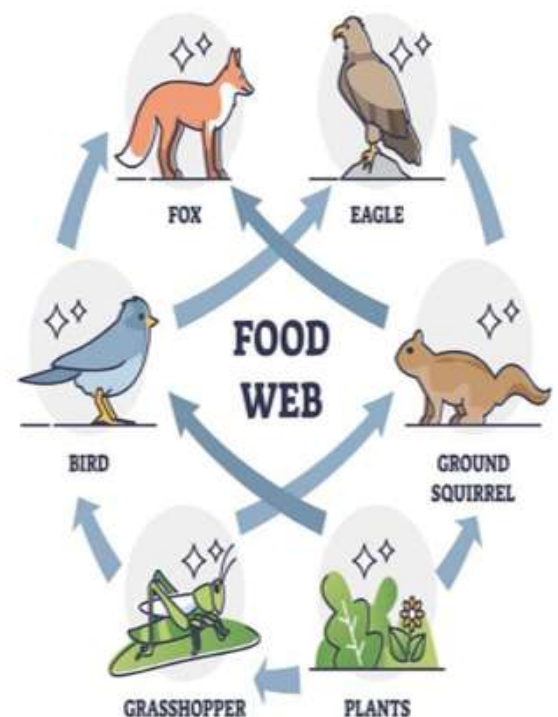 FOX
EAGLE
FOOD
WEB
BIRD
GROUND
SQUIRREL
GRASSHOPPER
PLANTS